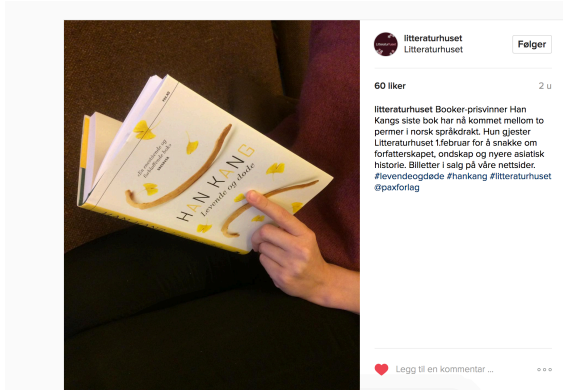 litteraturhuset
Litteraturhuset
Følger
60 liker
2 u
litteraturhuset Booker-prisvinner Han
Kangs siste bok har nå kommet mellom to
permer i norsk språkdrakt. Hun gjester
Litteraturhuset 1.februar for å snakke om
forfatterskapet, ondskap og nyere asiatisk
historie. Billetter i salg på våre nettsider.
#levendeogdøde #hankang #litteraturhuset
@paxforlag
Legg til en kommentar ...
HAN KANG
Levende og døde